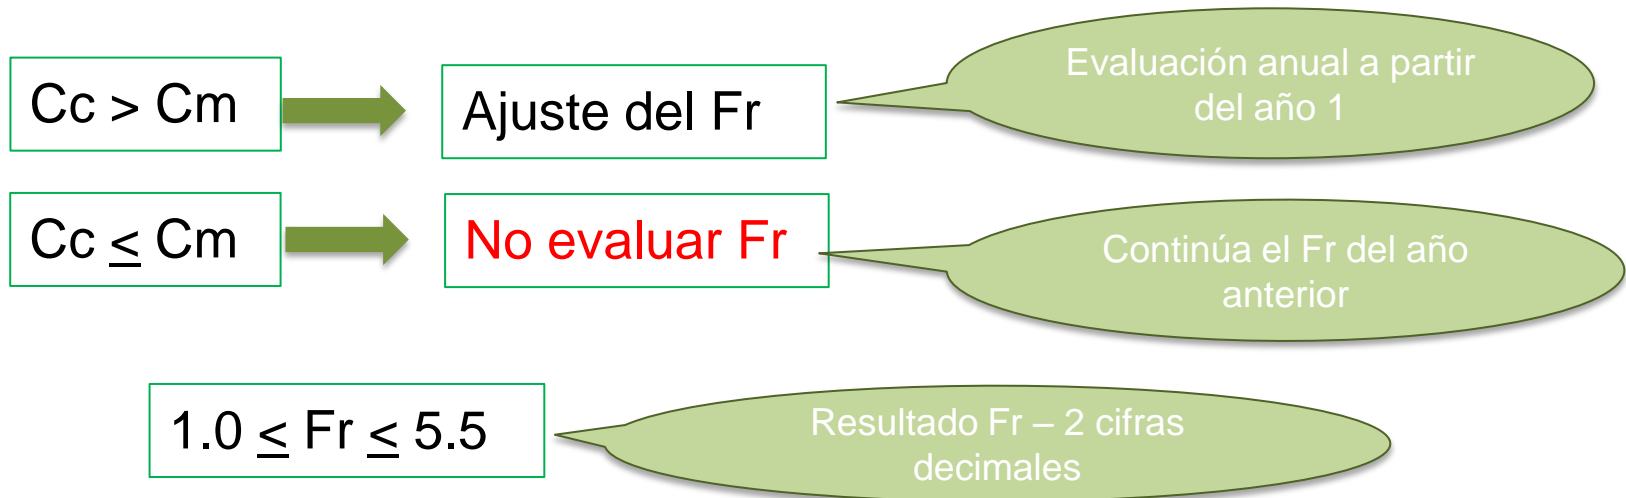 Cc > Cm
Ajuste del Fr
Evaluación anual a partir
del año 1
Cc ≤ Cm
No evaluar Fr
Continúa el Fr del año
anterior
1.0 ≤ Fr ≤ 5.5
Resultado Fr – 2 cifras
decimales